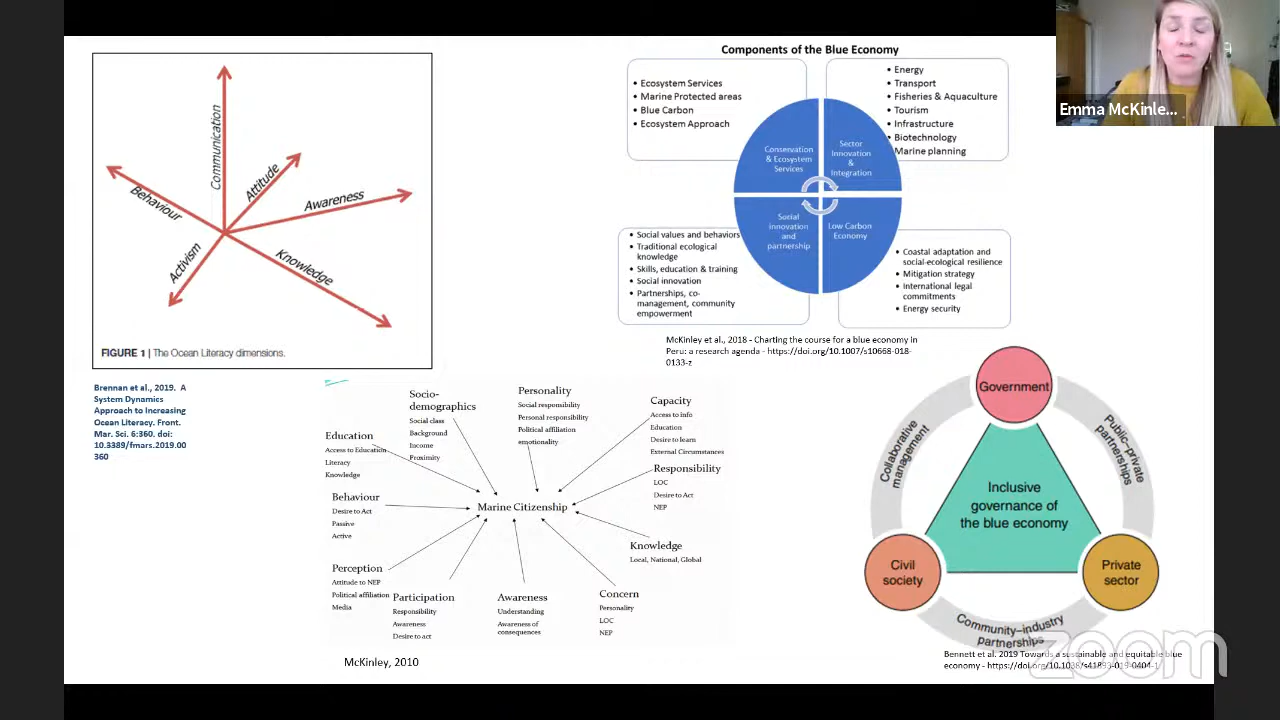 Communication
Attitude
Behaviour
Awareness
Activism
Knowledge
FIGURE 1 | The Ocean Literacy dimensions.
Brennan et al., 2019. A
System Dynamics
Approach to Increasing
Ocean Literacy. Front.
Mar. Sci. 6:360. doi:
10.3389/fmars.2019.00
360
Components of the Blue Economy
• Ecosystem Services
• Marine Protected areas
• Blue Carbon
• Ecosystem Approach
• Energy
• Transport
• Fisheries & Aquaculture
• Tourism
• Infrastructure
• Biotechnology
Marine planning
Conservation
& Ecosystem
Services
Sector
Innovation
&
Integration
Social
innovation
and
partnership
Low Carbon
Economy
• Social values and behaviors
• Traditional ecological
knowledge
• Skills, education & training
• Social innovation
• Partnerships, co-
management, community
empowerment
• Coastal adaptation and
social-ecological resilience
• Mitigation strategy
• International legal
commitments
• Energy security
McKinley et al., 2018 - Charting the course for a blue economy in
Peru: a research agenda - https://doi.org/10.1007/s10668-018-
0133-z
Emma McKinle...
Socio-
demographics
Social class
Background
Income
Proximity
Personality
Social responsibility
Personal responsibility
Political affiliation
emotionality
Capacity
Access to info
Education
Desire to learn
External Circumstances
Education
Access to Education
Literacy
Knowledge
Responsibility
LOC
Desire to Act
NEP
Behaviour
Desire to Act
Passive
Active
Marine Citizenship
Knowledge
Local, National, Global
Perception
Attitude to NEP
Political affiliation
Media
Participation
Responsibility
Awareness
Desire to act
Awareness
Understanding
Awareness of
consequences
Concern
Personality
LOC
NEP
McKinley, 2010
Government
Collaborative
management
Public–private
partnerships
Inclusive
governance of
the blue economy
Civil
society
Private
sector
Community–industry
partnerships
Bennett et al. 2019 Towards a sustainable and equitable blue
economy - https://doi.org/10.1038/s41893-019-0404-1/
zoom